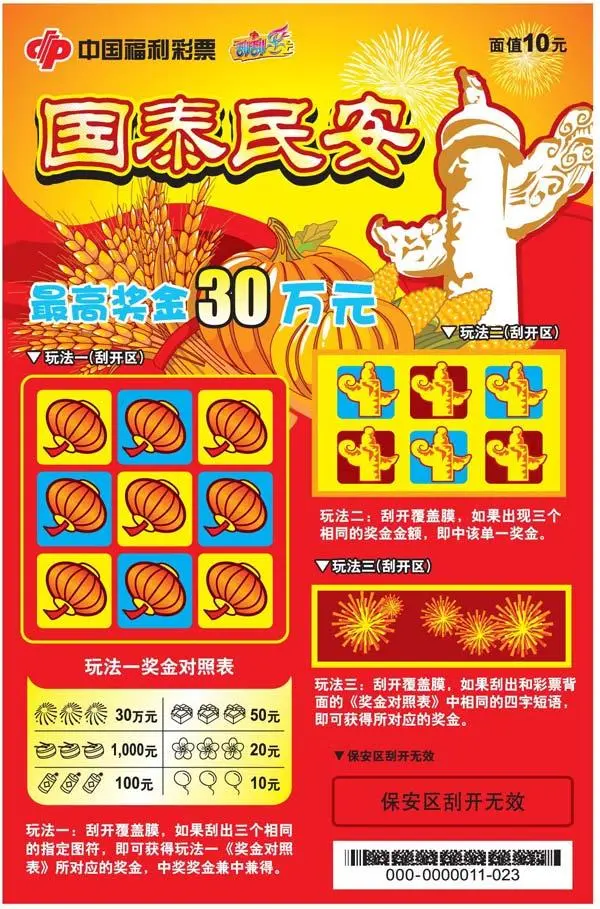 中国福利彩票
刮刮乐
面值10元
国泰民安
最高奖金30万元
▼玩法一(刮开区)
玩法一奖金对照表
30万元
50元
1,000元
20元
100元
10元
玩法一：刮开覆盖膜，如果刮出三个相同
的指定图符，即可获得玩法一《奖金对照
表》所对应的奖金，中奖奖金兼中兼得。
▼玩法二(刮开区)
玩法二：刮开覆盖膜，如果出现三个
相同的奖金金额，即中该单一奖金。
▼玩法三(刮开区)
玩法三：刮开覆盖膜，如果刮出和彩票背
面的《奖金对照表》中相同的四字短语，
即可获得所对应的奖金。
▼保安区刮开无效
保安区刮开无效
000-0000011-023